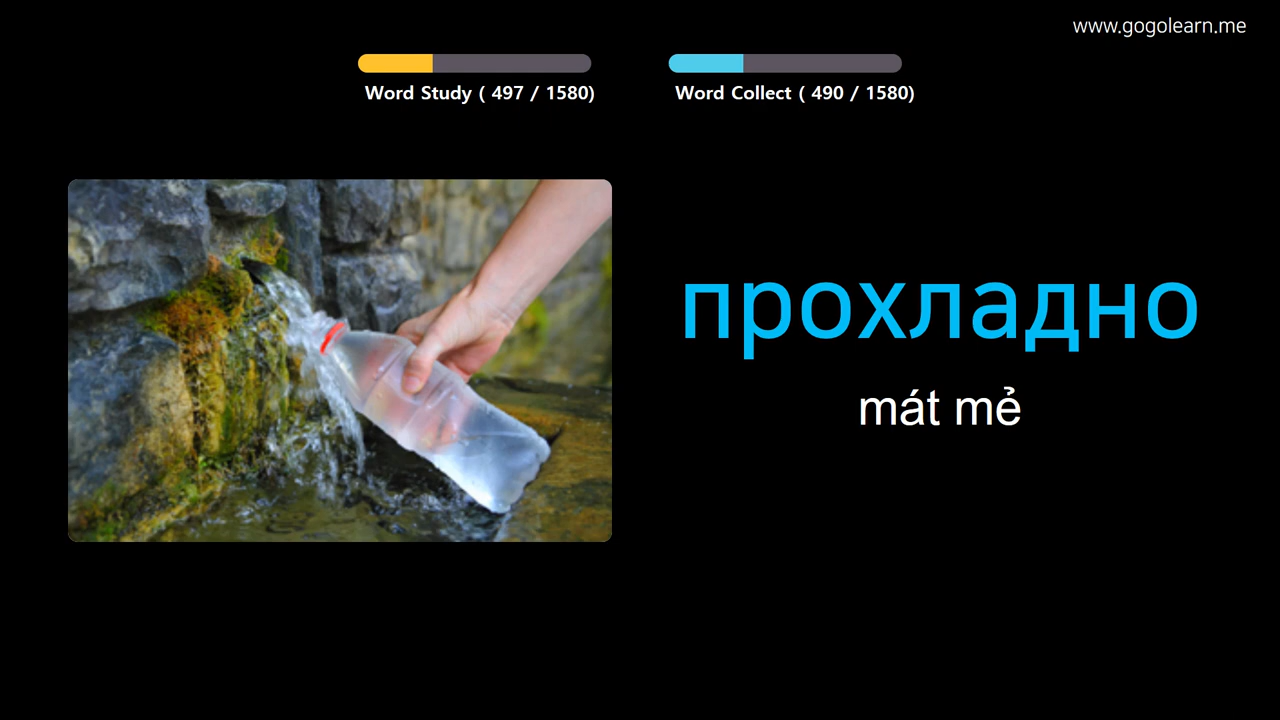 www.gogolearn.me
Word Study ( 497 / 1580)
Word Collect ( 490 / 1580)
прохладно
mát mẻ